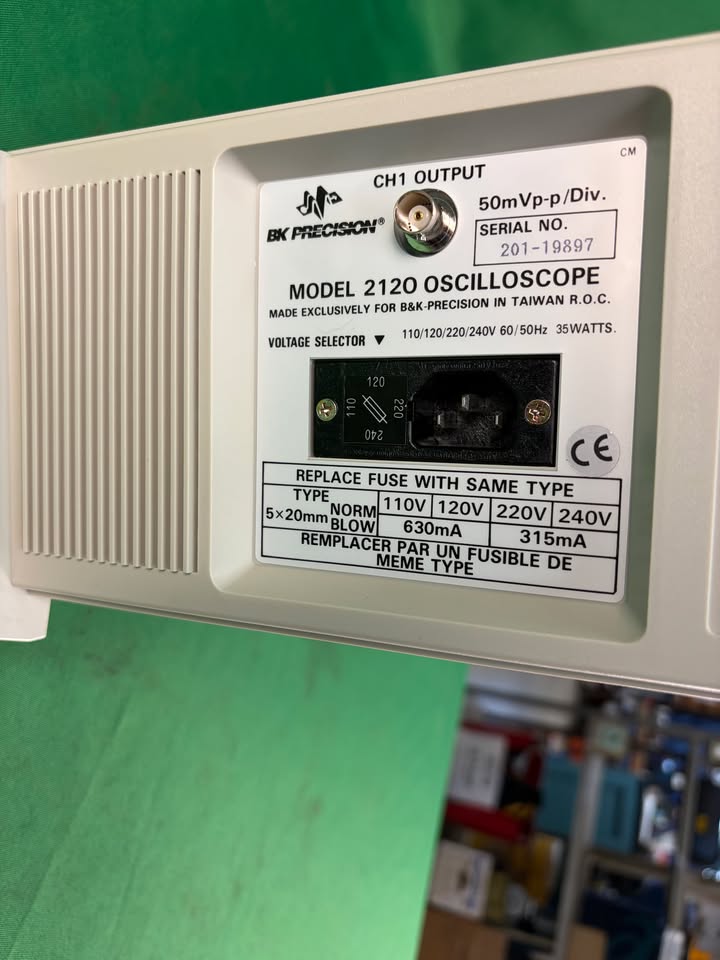 CM
CH1 OUTPUT
BK PRECISION®
50mVp-p/Div.
SERIAL NO.
201-19897
MODEL 2120 OSCILLOSCOPE
MADE EXCLUSIVELY FOR B&K-PRECISION IN TAIWAN R.O.C.
VOLTAGE SELECTOR ▼ 110/120/220/240V 60/50Hz 35WATTS.
120
110
220
240
CE
REPLACE FUSE WITH SAME TYPE
TYPE
5×20mm NORM BLOW
110V 120V 220V 240V
630mA 315mA
REMPLACER PAR UN FUSIBLE DE
MEME TYPE